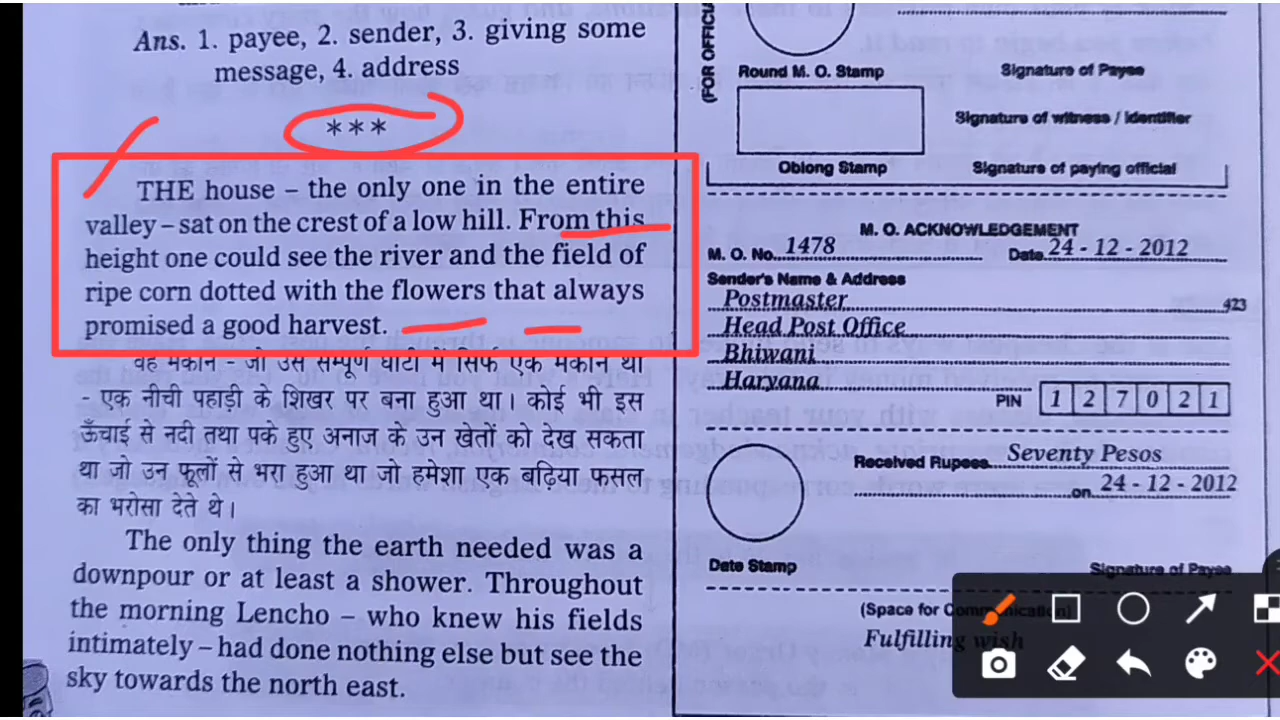 Ans. 1. payee, 2. sender, 3. giving some
message, 4. address
***
THE house – the only one in the entire
valley – sat on the crest of a low hill. From this
height one could see the river and the field of
ripe corn dotted with the flowers that always
promised a good harvest.
वह मकान - जो उस सम्पूर्ण घाटी में सिर्फ एक मकान था
- एक नीची पहाड़ी के शिखर पर बना हुआ था। कोई भी इस
ऊँचाई से नदी तथा पके हुए अनाज के उन खेतों को देख सकता
था जो उन फूलों से भरा हुआ था जो हमेशा एक बढ़िया फसल
का भरोसा देते थे।
The only thing the earth needed was a
downpour or at least a shower. Throughout
the morning Lencho – who knew his fields
intimately – had done nothing else but see the
sky towards the north east.
(FOR OFFICI
Round M. O. Stamp
Signature of Payee
Signature of witness / identifier
Oblong Stamp
Signature of paying official
M. O. ACKNOWLEDGEMENT
M. O. No. 1478 Date 24 - 12 - 2012
Sender's Name & Address
Postmaster
423
Head Post Office
Bhiwani
Haryana
PIN 1 2 7 0 2 1
Received Rupees Seventy Pesos
on 24 - 12 - 2012
Date Stamp
Signature of Payee
(Space for Communication)
Fulfilling wish